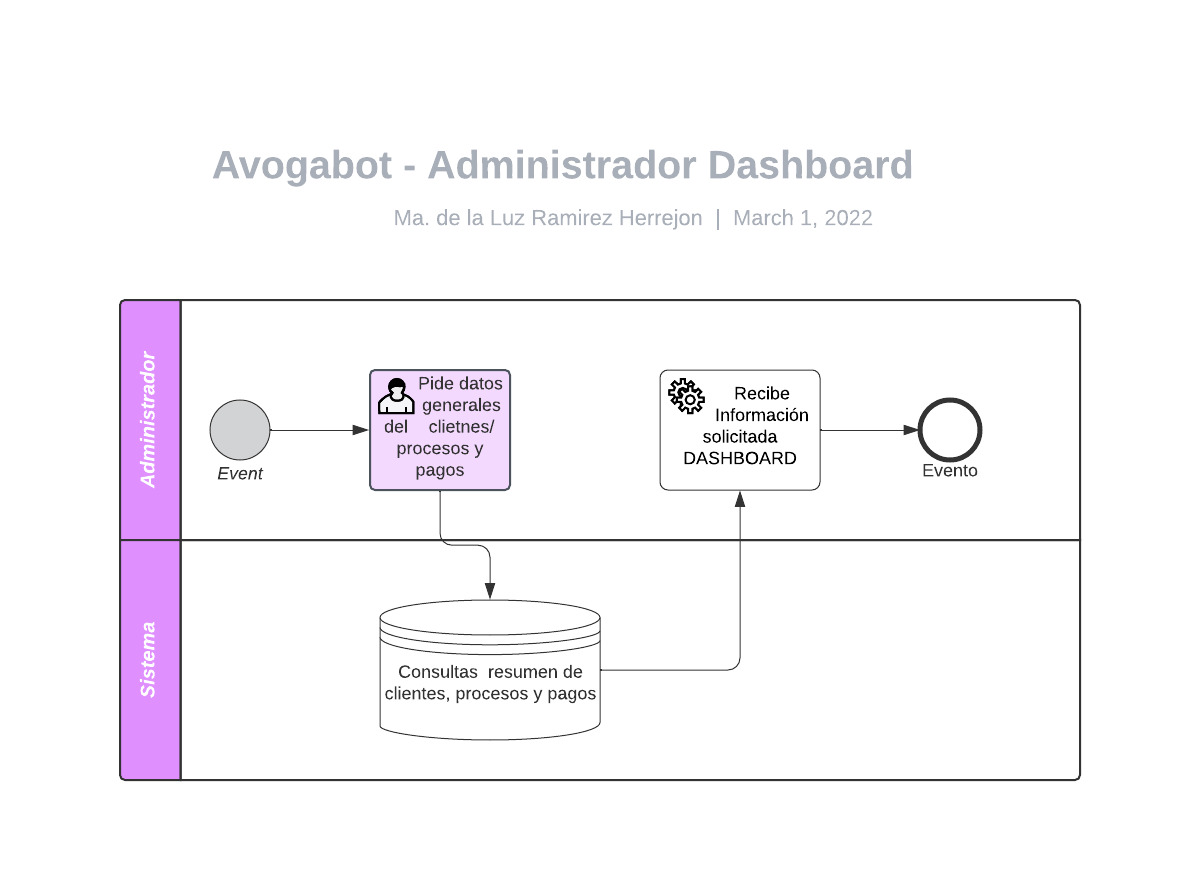 Avogabot - Administrador Dashboard
Ma. de la Luz Ramirez Herrejon | March 1, 2022
Administrador
Event
Pide datos
generales
del clietnes/
procesos y
pagos
Recibe
Información
solicitada
DASHBOARD
Evento
Sistema
Consultas resumen de
clientes, procesos y pagos